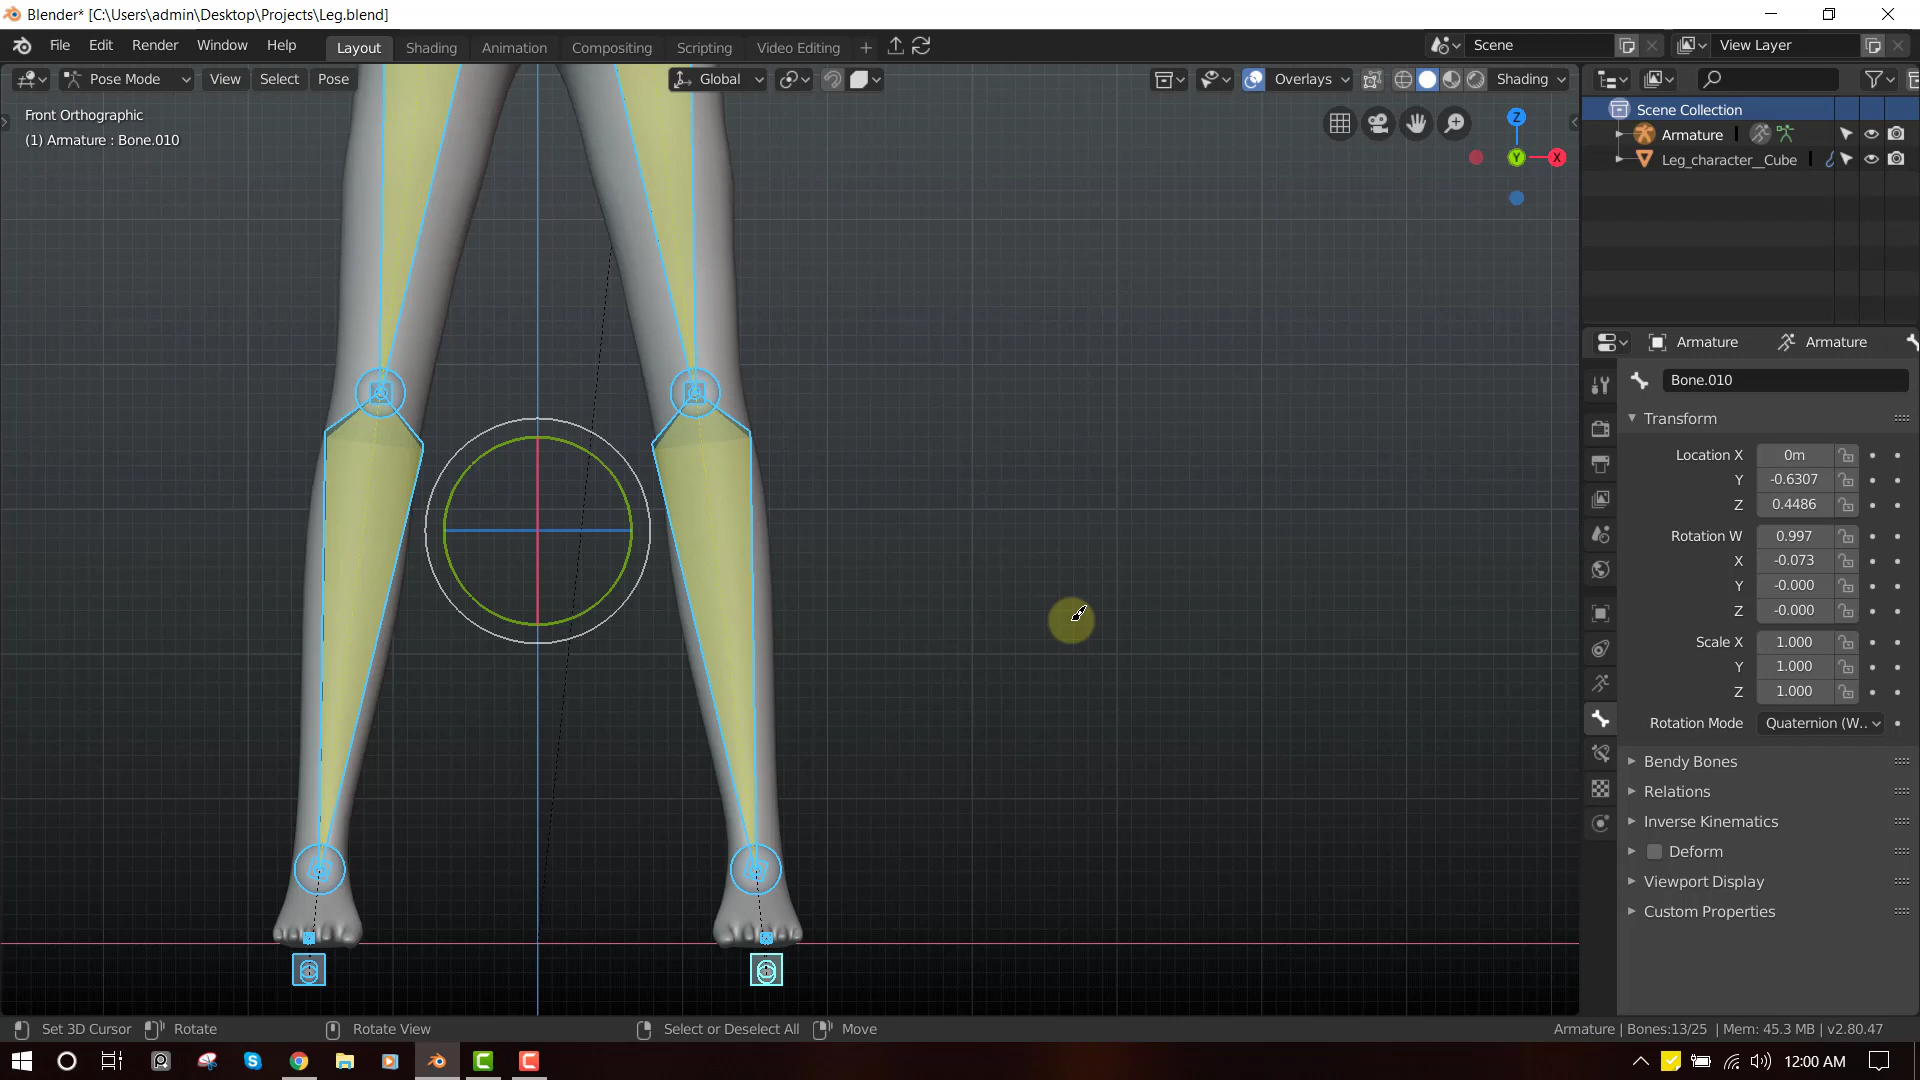 Blender* [C:\Users\admin\Desktop\Projects\Leg.blend]
File Edit Render Window Help Layout Shading Animation Compositing Scripting Video Editing + Scene View Layer
Pose Mode View Select Pose Global Overlays Shading
Front Orthographic
(1) Armature : Bone.010
Z
Y
X
Scene Collection
Armature
Leg_character__Cube
Armature Armature
Bone.010
Transform
Location X 0m
Y -0.6307
Z 0.4486
Rotation W 0.997
X -0.073
Y -0.000
Z -0.000
Scale X 1.000
Y 1.000
Z 1.000
Rotation Mode Quaternion (W..
Bendy Bones
Relations
Inverse Kinematics
Deform
Viewport Display
Custom Properties
Set 3D Cursor Rotate Rotate View Select or Deselect All Move Armature | Bones:13/25 | Mem: 45.3 MB | v2.80.47
12:00 AM